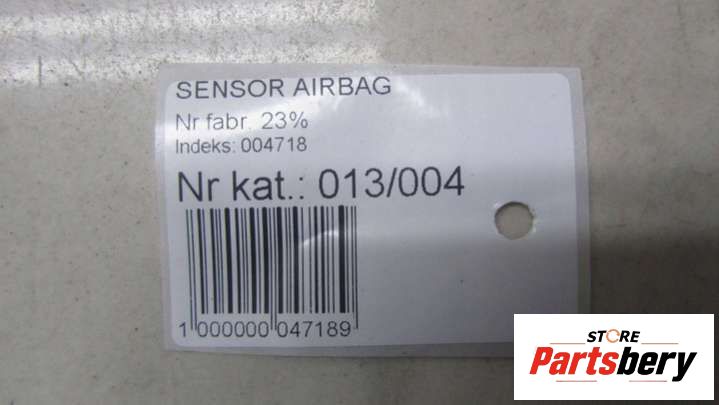 SENSOR AIRBAG
Nr fabr. 23%
Indeks: 004718
Nr kat.: 013/004
1 000000 047189
STORE
Partsbery